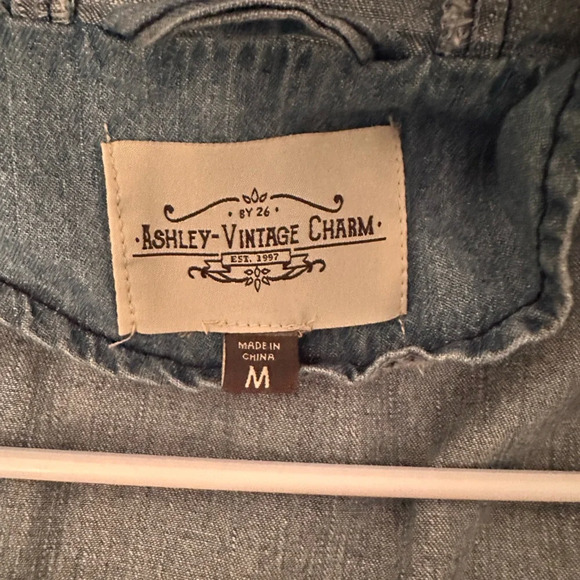 · BY 26 ·
· ASHLEY-VINTAGE CHARM ·
EST. 1997
MADE IN
CHINA
M